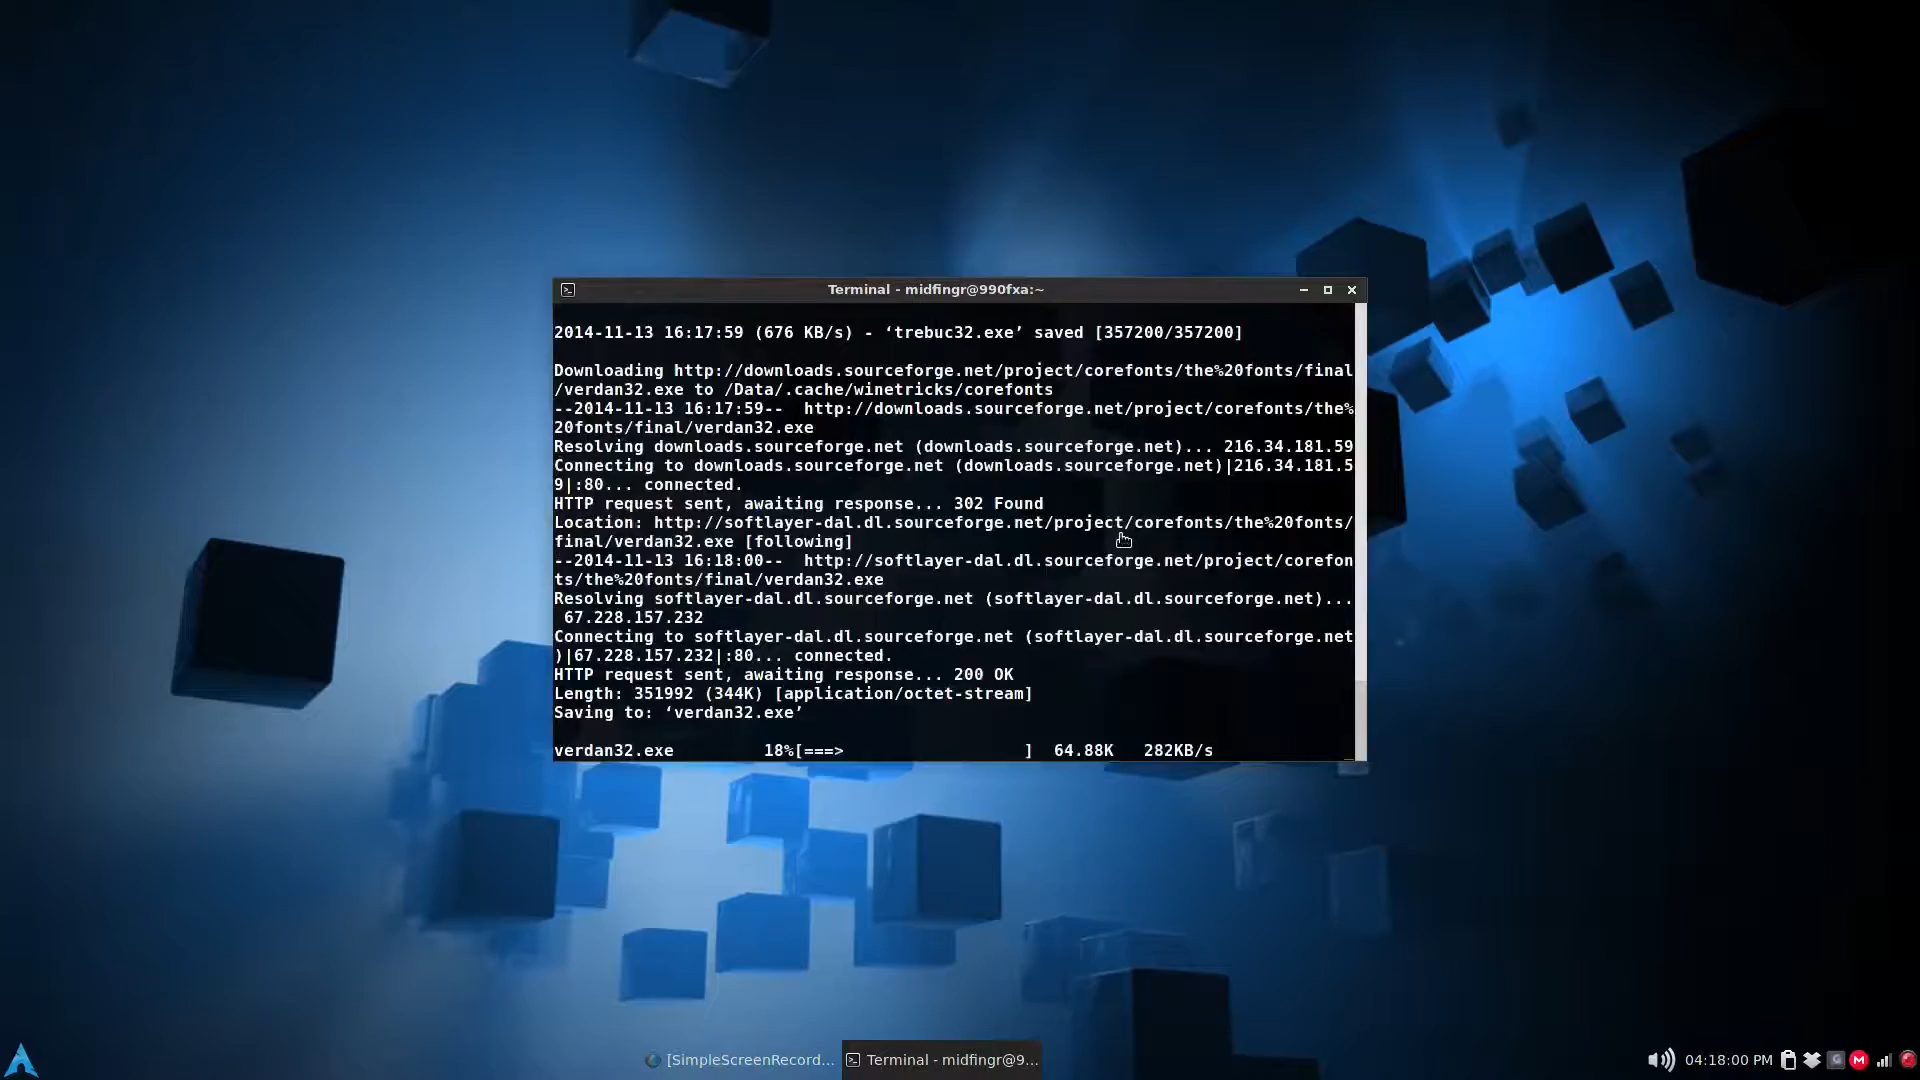 Terminal - midfingr@990fxa:~
2014-11-13 16:17:59 (676 KB/s) - ‘trebuc32.exe’ saved [357200/357200]
Downloading http://downloads.sourceforge.net/project/corefonts/the%20fonts/final
/verdan32.exe to /Data/.cache/winetricks/corefonts
--2014-11-13 16:17:59--  http://downloads.sourceforge.net/project/corefonts/the%
20fonts/final/verdan32.exe
Resolving downloads.sourceforge.net (downloads.sourceforge.net)... 216.34.181.59
Connecting to downloads.sourceforge.net (downloads.sourceforge.net)|216.34.181.5
9|:80... connected.
HTTP request sent, awaiting response... 302 Found
Location: http://softlayer-dal.dl.sourceforge.net/project/corefonts/the%20fonts/
final/verdan32.exe [following]
--2014-11-13 16:18:00--  http://softlayer-dal.dl.sourceforge.net/project/corefon
ts/the%20fonts/final/verdan32.exe
Resolving softlayer-dal.dl.sourceforge.net (softlayer-dal.dl.sourceforge.net)...
 67.228.157.232
Connecting to softlayer-dal.dl.sourceforge.net (softlayer-dal.dl.sourceforge.net
)|67.228.157.232|:80... connected.
HTTP request sent, awaiting response... 200 OK
Length: 351992 (344K) [application/octet-stream]
Saving to: ‘verdan32.exe’
verdan32.exe         18%[===>                  ]  64.88K   282KB/s
[SimpleScreenRecord...
Terminal - midfingr@9...
04:18:00 PM